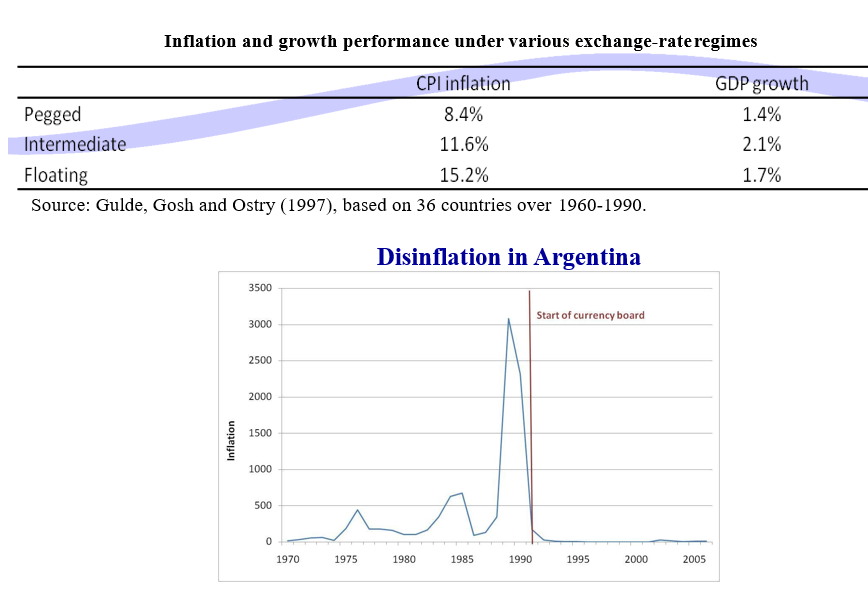 Inflation and growth performance under various exchange-rate regimes
CPI inflation GDP growth
Pegged 8.4% 1.4%
Intermediate 11.6% 2.1%
Floating 15.2% 1.7%
Source: Gulde, Gosh and Ostry (1997), based on 36 countries over 1960-1990.
Disinflation in Argentina
3500
Start of currency board
3000
2500
2000
Inflation
1500
1000
500
0
1970 1975 1980 1985 1990 1995 2000 2005